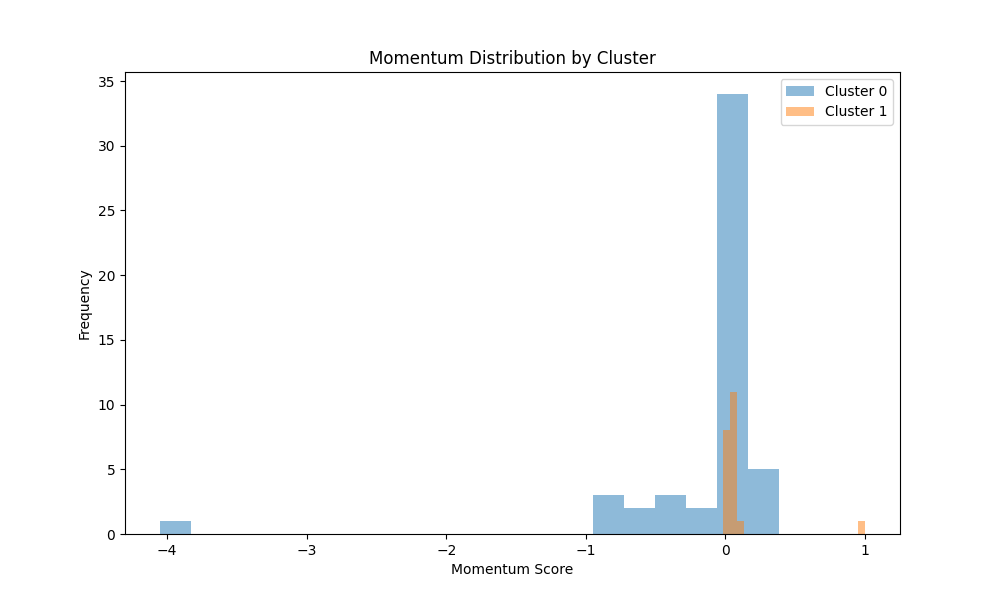 Momentum Distribution by Cluster
Cluster 0
Cluster 1
Frequency
35
30
25
20
15
10
5
0
−4 −3 −2 −1 0 1
Momentum Score